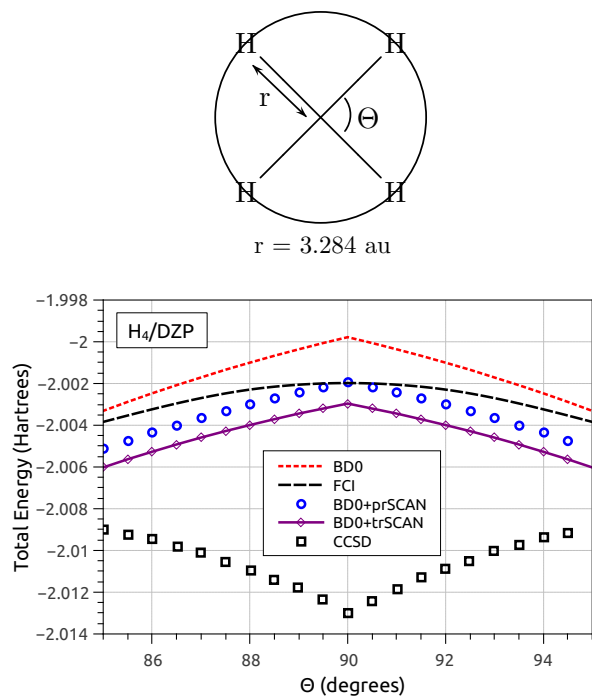 H H
r Θ
H H
r = 3.284 au
−1.998
−2
−2.002
−2.004
−2.006
−2.008
−2.01
−2.012
−2.014
Total Energy (Hartrees)
H₄/DZP
BD0
FCI
BD0+prSCAN
BD0+trSCAN
CCSD
86 88 90 92 94
Θ (degrees)